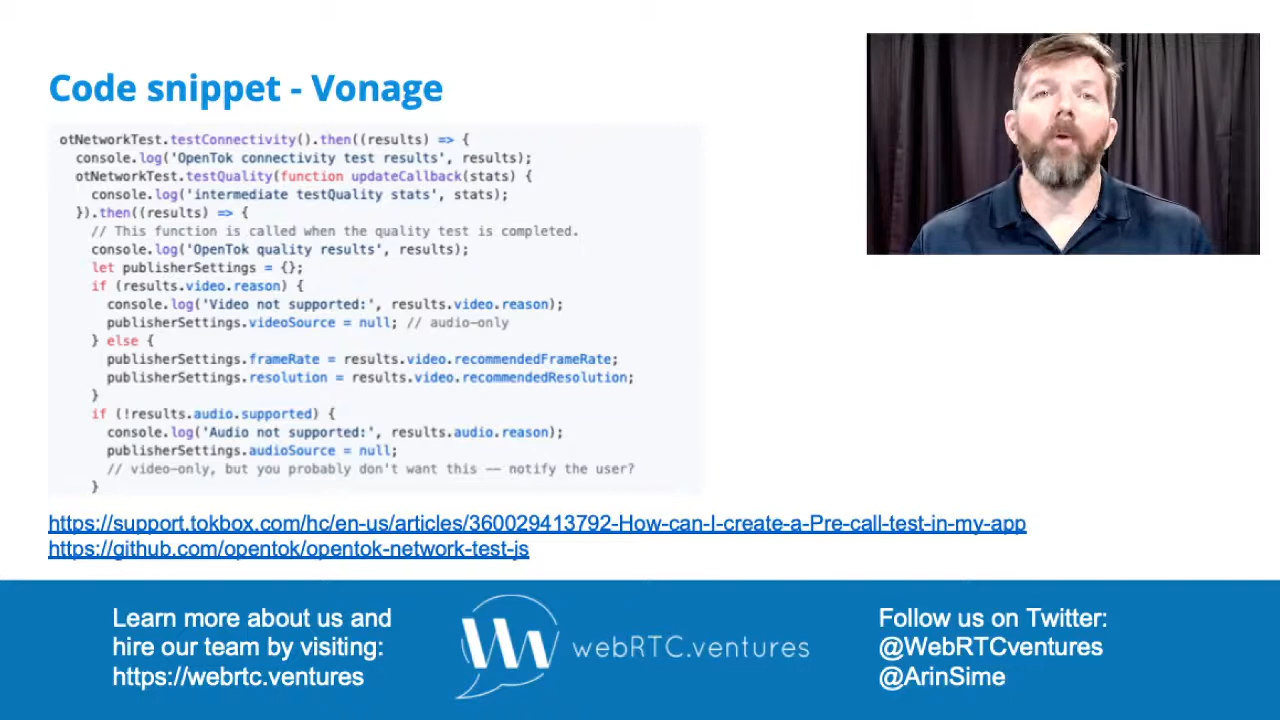 Code snippet - Vonage
otNetworkTest.testConnectivity().then((results) => {
console.log('OpenTok connectivity test results', results);
otNetworkTest.testQuality(function updateCallback(stats) {
console.log('intermediate testQuality stats', stats);
}).then((results) => {
// This function is called when the quality test is completed.
console.log('OpenTok quality results', results);
let publisherSettings = {};
if (results.video.reason) {
console.log('Video not supported:', results.video.reason);
publisherSettings.videoSource = null; // audio-only
} else {
publisherSettings.frameRate = results.video.recommendedFrameRate;
publisherSettings.resolution = results.video.recommendedResolution;
}
if (!results.audio.supported) {
console.log('Audio not supported:', results.audio.reason);
publisherSettings.audioSource = null;
// video-only, but you probably don't want this -- notify the user?
}
https://support.tokbox.com/hc/en-us/articles/360029413792-How-can-I-create-a-Pre-call-test-in-my-app
https://github.com/opentok/opentok-network-test-js
Learn more about us and
hire our team by visiting:
https://webrtc.ventures
webRTC.ventures
Follow us on Twitter:
@WebRTCventures
@ArinSime